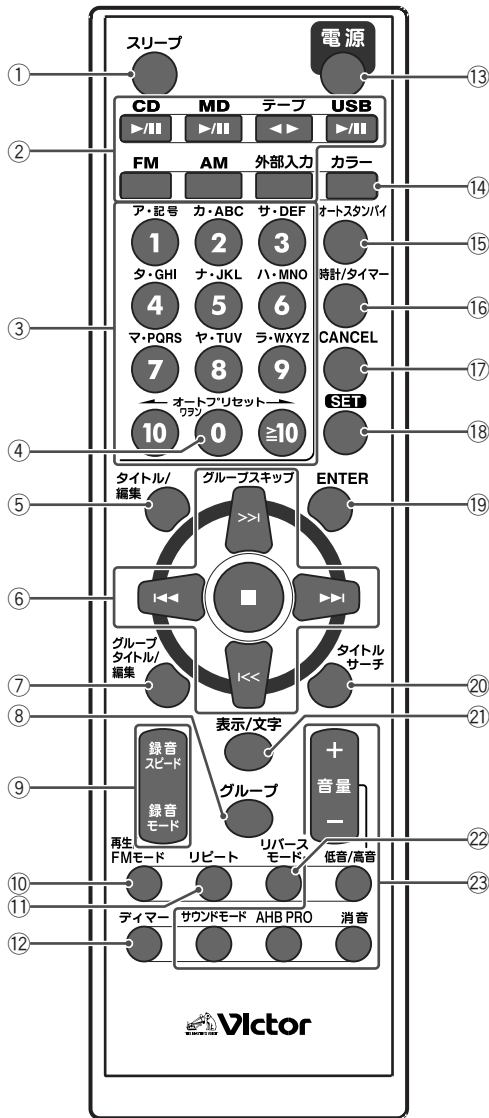 スリープ
電源
①
⑬
CD MD テープ USB
②
FM AM 外部入力 カラー
⑭
ア・記号 カ・ABC サ・DEF オートスタンバイ
1 2 3
⑮
③
タ・GHI ナ・JKL ハ・MNO 時計/タイマー
4 5 6
⑯
マ・PQRS ヤ・TUV ラ・WXYZ CANCEL
7 8 9
⑰
オートプリセット
ワヲン
SET
10 0 ≧10
④
⑱
タイトル/
編集
グループスキップ
ENTER
⑤
⑲
⑥
グループ
タイトル/
編集
タイトル
サーチ
⑦
⑳
表示/文字
㉑
⑧
グループ
⑨
録音
スピード
録音
モード
+
音量
−
再生/
FMモード
リピート
リバース
モード
低音/高音
㉒
⑩
⑪
㉓
ディマー サウンドモード AHB PRO 消音
⑫
HIS MASTER'S VOICE
Victor